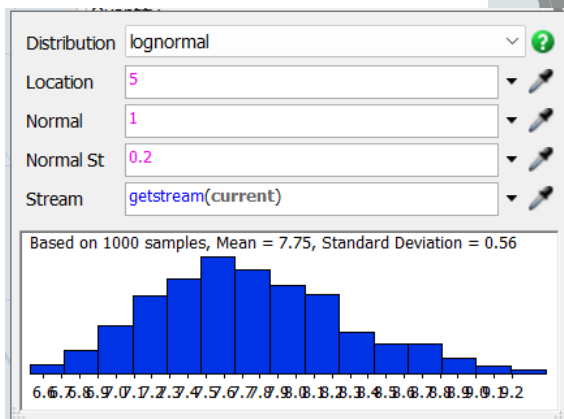 Quantity
Distribution lognormal
Location 5
Normal 1
Normal St 0.2
Stream getstream(current)
Based on 1000 samples, Mean = 7.75, Standard Deviation = 0.56